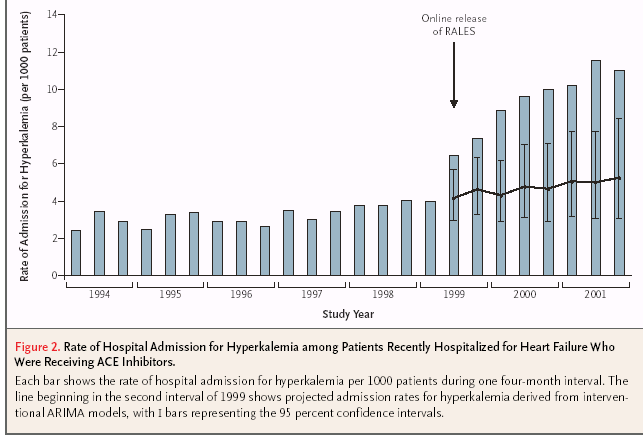 Rate of Admission for Hyperkalemia (per 1000 patients)
14
12
10
8
6
4
2
0
Online release
of RALES
1994
1995
1996
1997
1998
1999
2000
2001
Study Year
Figure 2. Rate of Hospital Admission for Hyperkalemia among Patients Recently Hospitalized for Heart Failure Who
Were Receiving ACE Inhibitors.
Each bar shows the rate of hospital admission for hyperkalemia per 1000 patients during one four-month interval. The
line beginning in the second interval of 1999 shows projected admission rates for hyperkalemia derived from interven-
tional ARIMA models, with I bars representing the 95 percent confidence intervals.